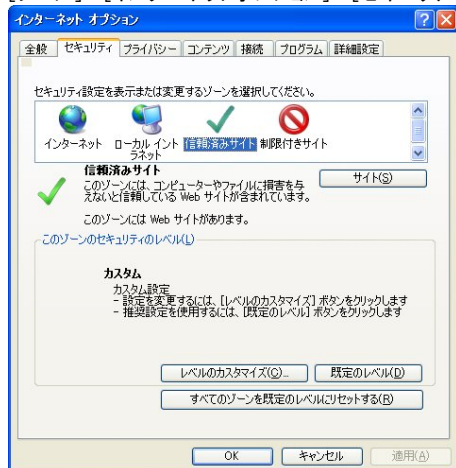 インターネット オプション
全般 セキュリティ プライバシー コンテンツ 接続 プログラム 詳細設定
セキュリティ設定を表示または変更するゾーンを選択してください。
インターネット ローカル イントラネット 信頼済みサイト 制限付きサイト
信頼済みサイト
サイト(S)
このゾーンには、コンピューターやファイルに損害を与
えないと信頼している Web サイトが含まれています。
このゾーンには Web サイトがあります。
このゾーンのセキュリティのレベル(L)
カスタム
カスタム設定
- 設定を変更するには、[レベルのカスタマイズ] ボタンをクリックします
- 推奨設定を使用するには、[既定のレベル] ボタンをクリックします
レベルのカスタマイズ(C)... 既定のレベル(D)
すべてのゾーンを既定のレベルにリセットする(R)
OK キャンセル 適用(A)